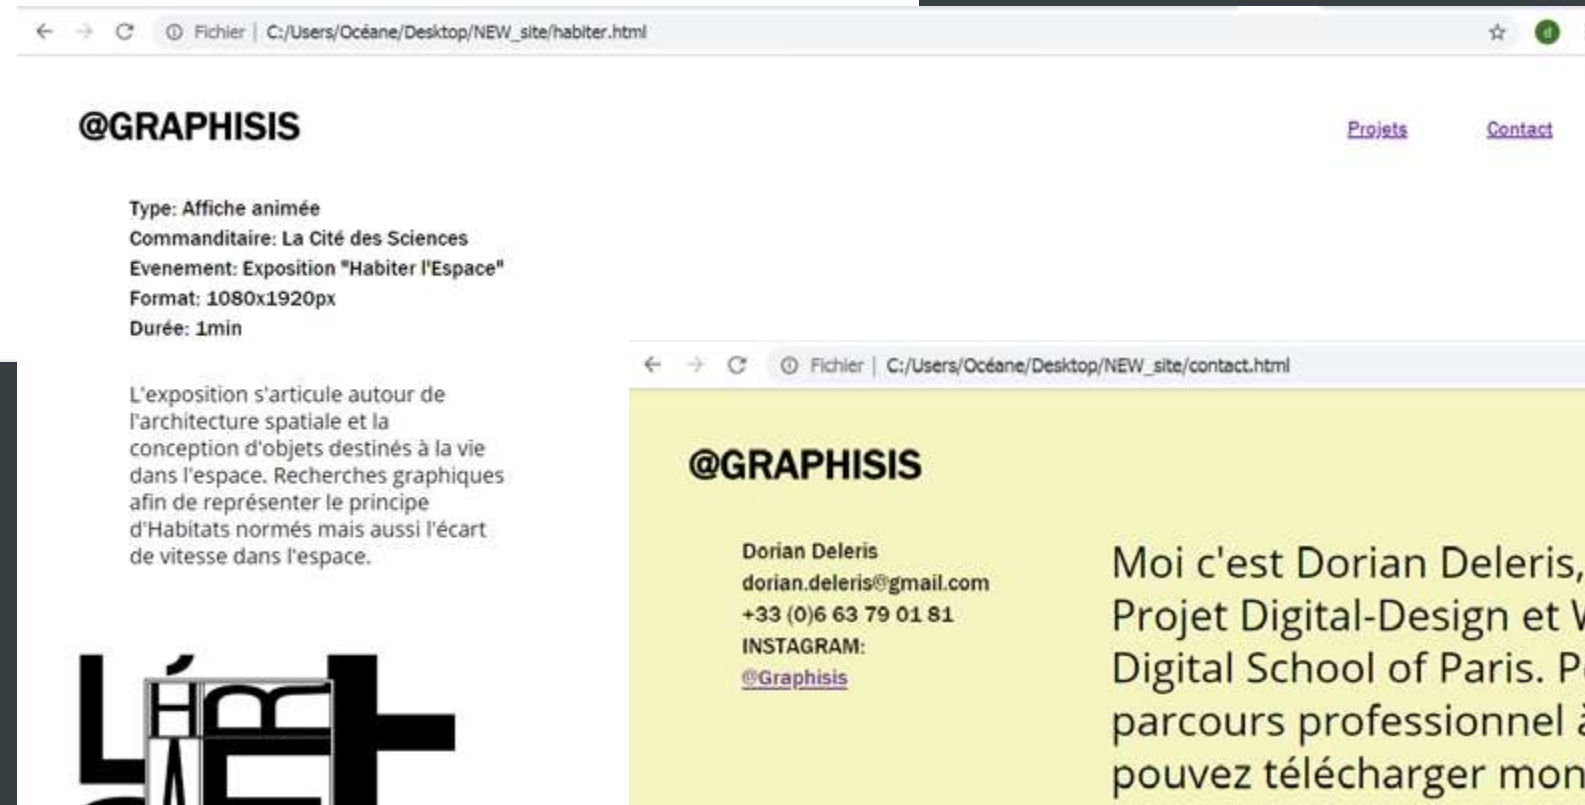 Fichier | C:/Users/Océane/Desktop/NEW_site/habiter.html
d
@GRAPHISIS
Projets
Contact
Type: Affiche animée
Commanditaire: La Cité des Sciences
Evenement: Exposition "Habiter l'Espace"
Format: 1080x1920px
Durée: 1min
L'exposition s'articule autour de
l'architecture spatiale et la
conception d'objets destinés à la vie
dans l'espace. Recherches graphiques
afin de représenter le principe
d'Habitats normés mais aussi l'écart
de vitesse dans l'espace.
Fichier | C:/Users/Océane/Desktop/NEW_site/contact.html
@GRAPHISIS
Dorian Deleris
dorian.deleris@gmail.com
+33 (0)6 63 79 01 81
INSTAGRAM:
@Graphisis
Moi c'est Dorian Deleris,
Projet Digital-Design et
Digital School of Paris.
parcours professionnel à
pouvez télécharger mon